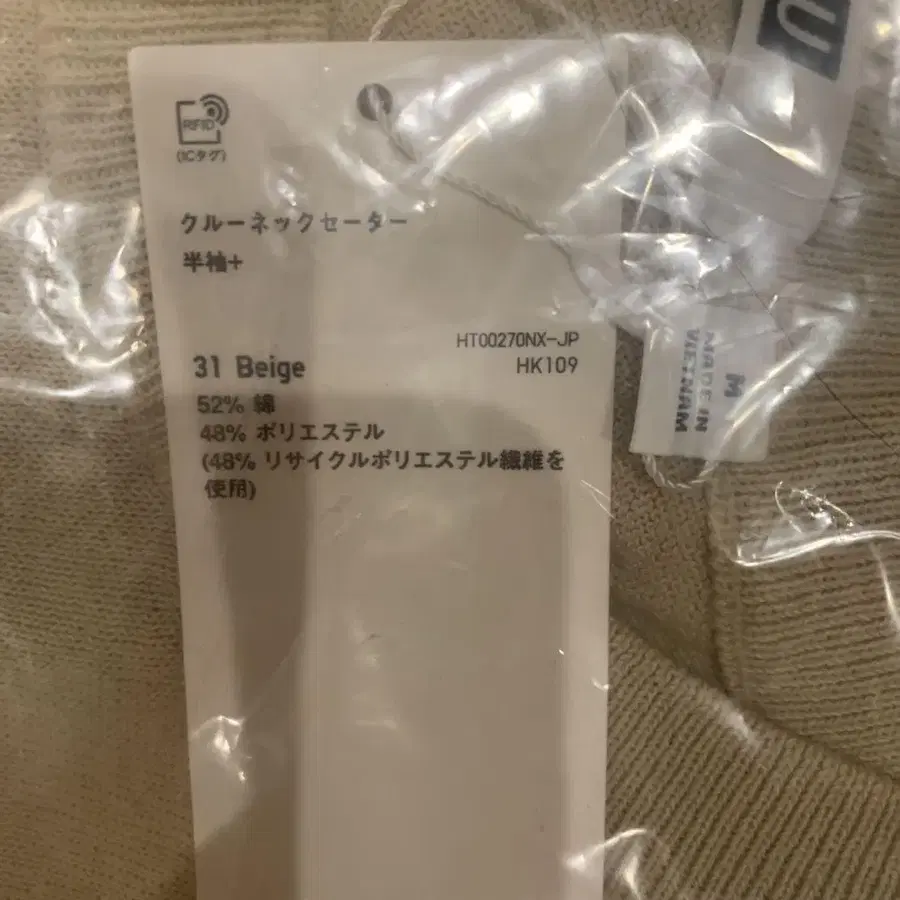 RFID
(ICタグ)
クルーネックセーター
半袖+
HT00270NX-JP
HK109
31 Beige
52% 綿
48% ポリエステル
(48% リサイクルポリエステル繊維を
使用)
U
M
MADE IN
VIETNAM